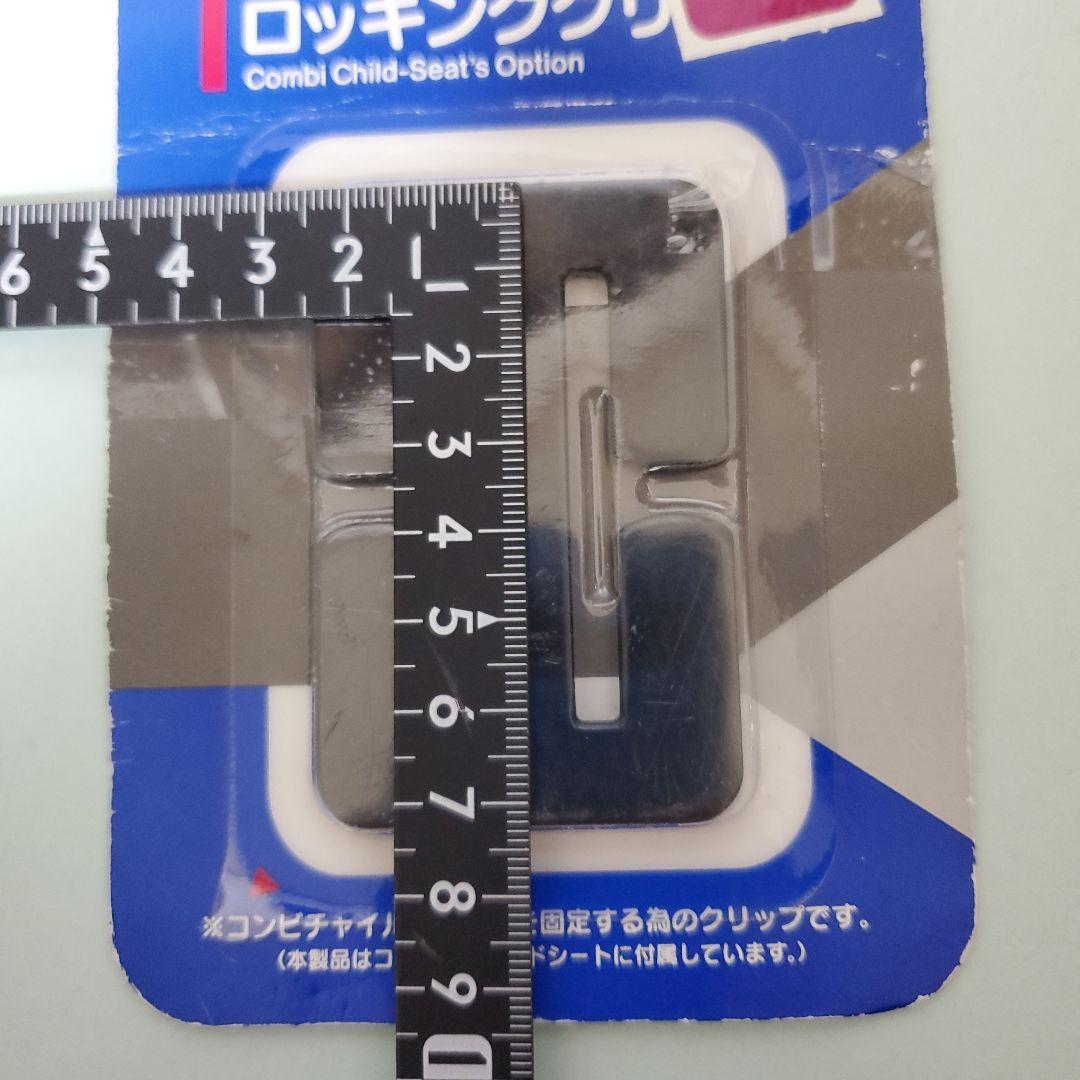 ロッキングクリ
Combi Child-Seat's Option
6 5 4 3 2 1
1
2
3
4
5
6
7
8
9
※コンビチャイル
を固定する為のクリップです。
(本製品はコ
ドシートに付属しています。)